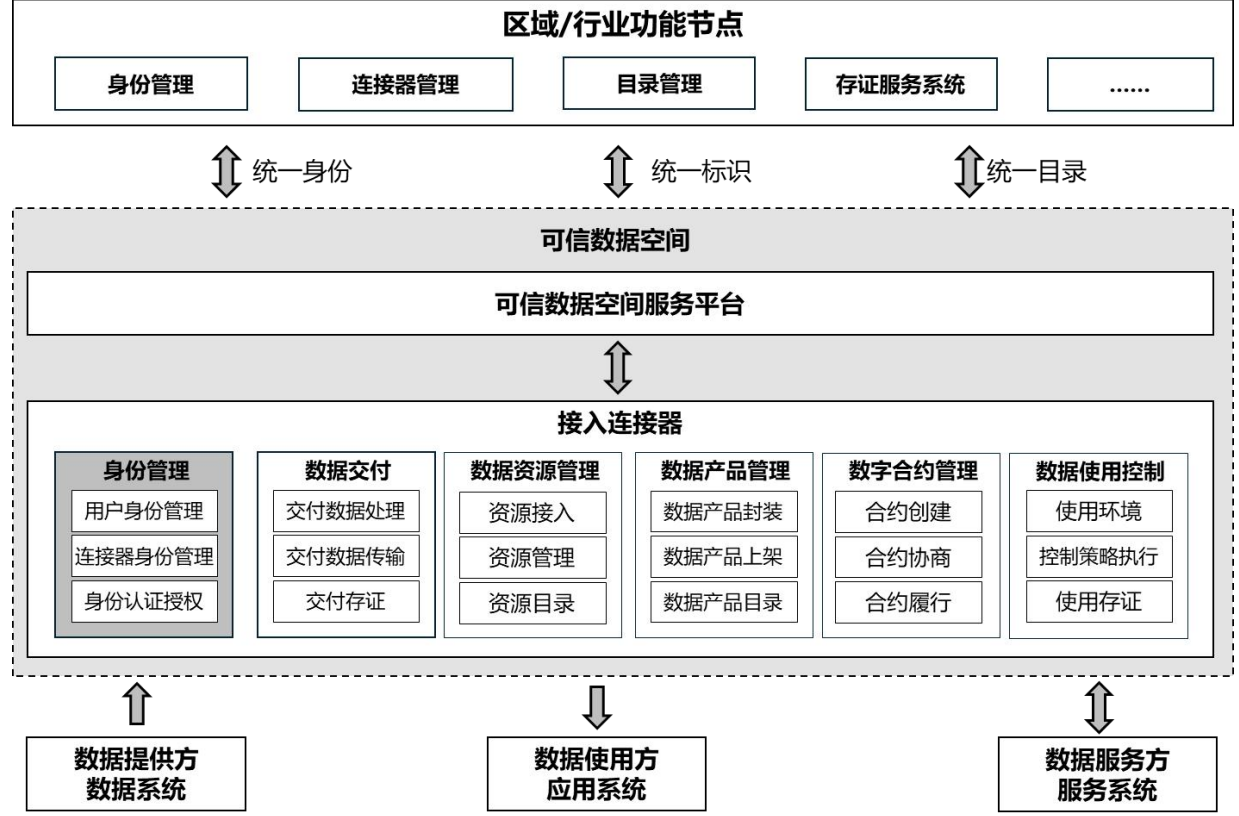 区域/行业功能节点
身份管理
连接器管理
目录管理
存证服务系统
......
统一身份
统一标识
统一目录
可信数据空间
可信数据空间服务平台
接入连接器
身份管理
用户身份管理
连接器身份管理
身份认证授权
数据交付
交付数据处理
交付数据传输
交付存证
数据资源管理
资源接入
资源管理
资源目录
数据产品管理
数据产品封装
数据产品上架
数据产品目录
数字合约管理
合约创建
合约协商
合约履行
数据使用控制
使用环境
控制策略执行
使用存证
数据提供方
数据系统
数据使用方
应用系统
数据服务方
服务系统